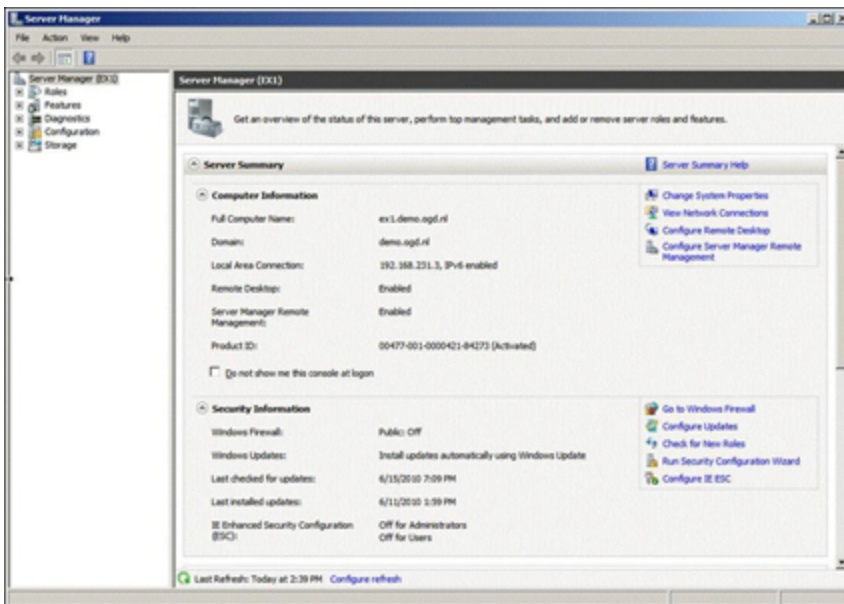 Server Manager
File Action View Help
Server Manager (EX1)
Roles
Features
Diagnostics
Configuration
Storage
Server Manager (EX1)
Get an overview of the status of this server, perform top management tasks, and add or remove server roles and features.
Server Summary
Server Summary Help
Computer Information
Full Computer Name: ex1.demo.ogd.nl
Domain: demo.ogd.nl
Local Area Connection: 192.168.231.3, IPv6 enabled
Remote Desktop: Enabled
Server Manager Remote
Management: Enabled
Product ID: 00477-001-0000421-84273 (Activated)
Do not show me this console at logon
Change System Properties
View Network Connections
Configure Remote Desktop
Configure Server Manager Remote
Management
Security Information
Windows Firewall: Public: Off
Windows Updates: Install updates automatically using Windows Update
Last checked for updates: 6/15/2010 7:09 PM
Last installed updates: 6/11/2010 1:59 PM
IE Enhanced Security Configuration
(ESC): Off for Administrators
Off for Users
Go to Windows Firewall
Configure Updates
Check for New Roles
Run Security Configuration Wizard
Configure IE ESC
Last Refresh: Today at 2:39 PM Configure refresh